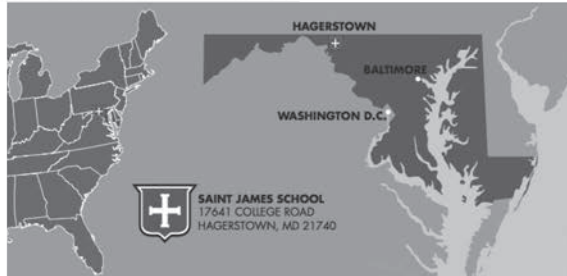 HAGERSTOWN
BALTIMORE
WASHINGTON D.C.
SAINT JAMES SCHOOL
17641 COLLEGE ROAD
HAGERSTOWN, MD 21740